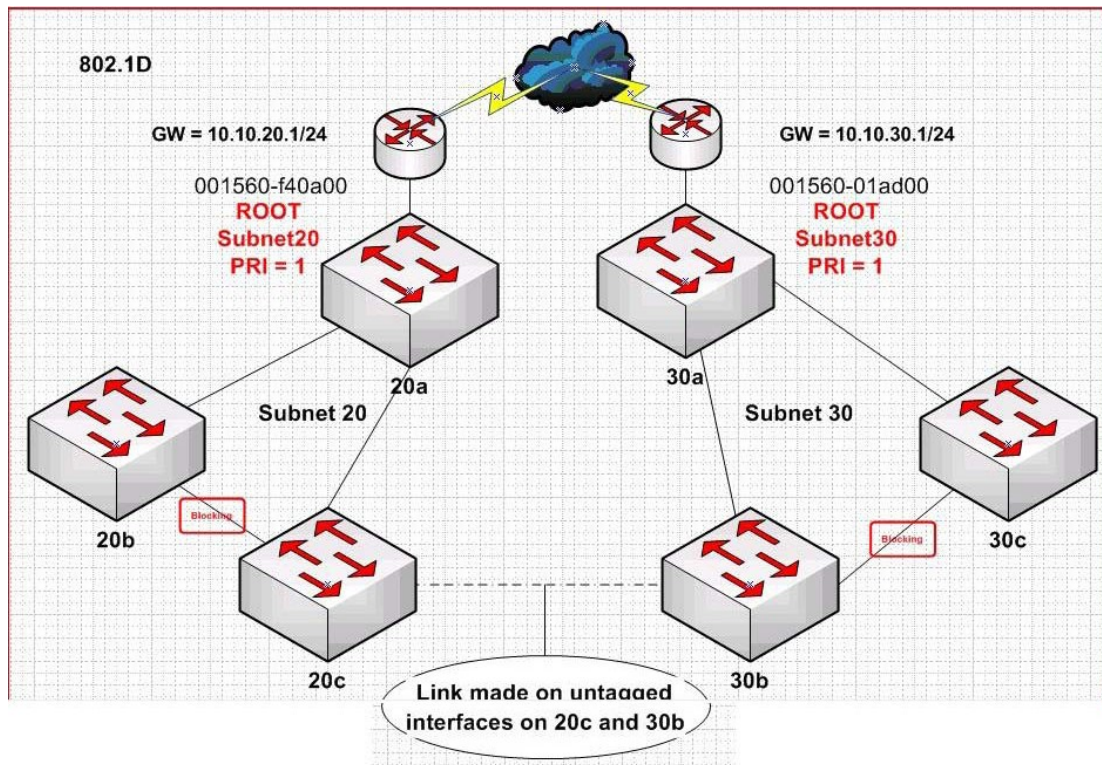 802.1D
GW = 10.10.20.1/24
GW = 10.10.30.1/24
001560-f40a00
ROOT
Subnet20
PRI = 1
001560-01ad00
ROOT
Subnet30
PRI = 1
20a
30a
Subnet 20
Subnet 30
Blocking
Blocking
20b
30c
20c
30b
Link made on untagged
interfaces on 20c and 30b